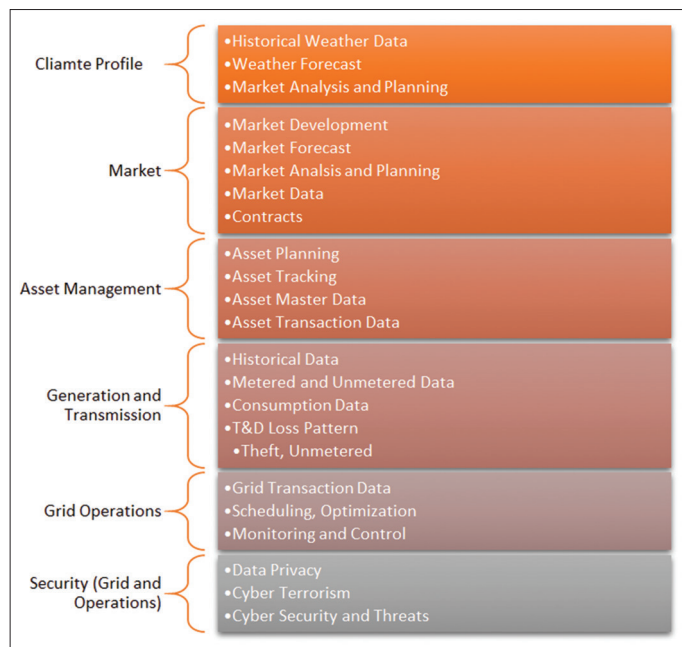 Cliamte Profile
•Historical Weather Data
•Weather Forecast
•Market Analysis and Planning
Market
•Market Development
•Market Forecast
•Market Analsis and Planning
•Market Data
•Contracts
Asset Management
•Asset Planning
•Asset Tracking
•Asset Master Data
•Asset Transaction Data
Generation and
Transmission
•Historical Data
•Metered and Unmetered Data
•Consumption Data
•T&D Loss Pattern
•Theft, Unmetered
Grid Operations
•Grid Transaction Data
•Scheduling, Optimization
•Monitoring and Control
Security (Grid and
Operations)
•Data Privacy
•Cyber Terrorism
•Cyber Security and Threats